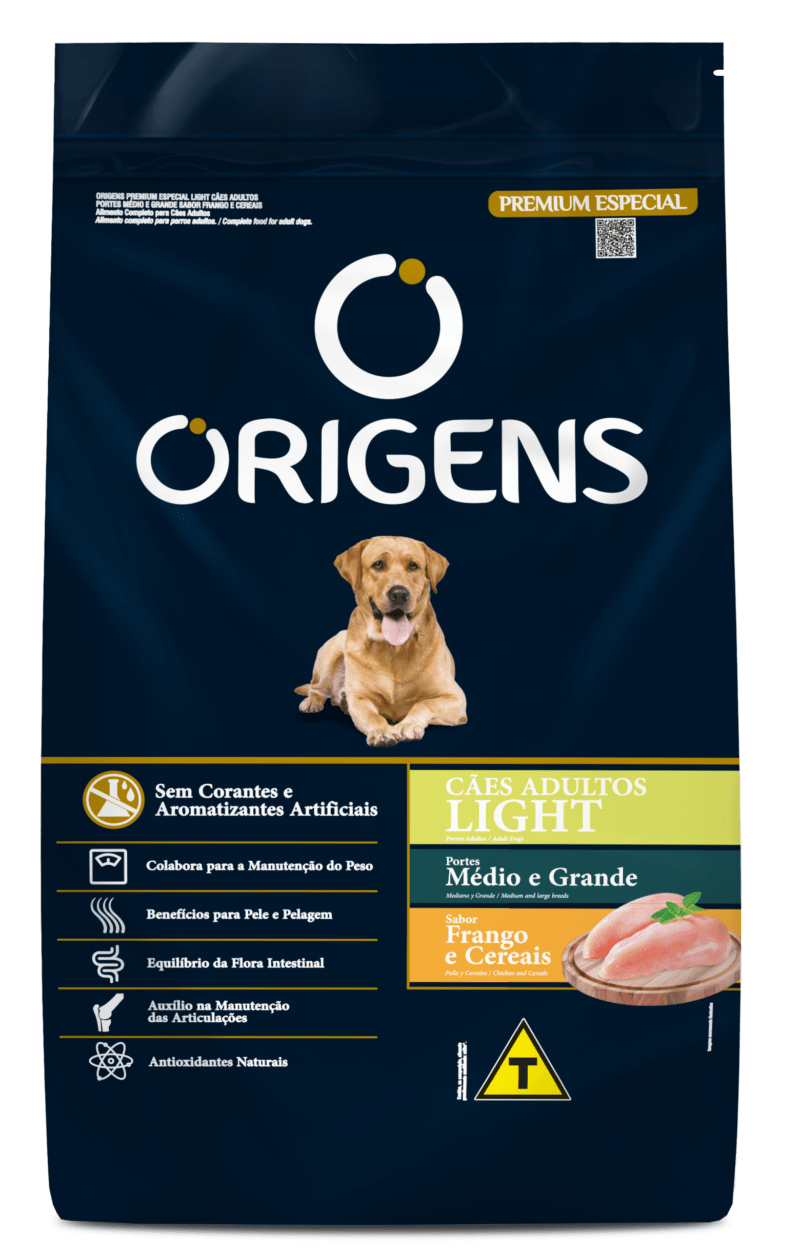 ORIGENS PREMIUM ESPECIAL LIGHT CÃES ADULTOS
PORTES MÉDIO E GRANDE SABOR FRANGO E CEREAIS
Alimento Completo para Cães Adultos
Alimento completo para perros adultos. / Complete food for adult dogs.
PREMIUM ESPECIAL
ORIGENS
Sem Corantes e
Aromatizantes Artificiais
Colabora para a Manutenção do Peso
Benefícios para Pele e Pelagem
Equilíbrio da Flora Intestinal
Auxílio na Manutenção
das Articulações
Antioxidantes Naturais
CÃES ADULTOS
LIGHT
Perros Adultos / Adult Dogs
Portes
Médio e Grande
Mediano y Grande / Medium and large breeds
Sabor
Frango
e Cereais
Pollo y Cereales / Chicken and Cereals
T